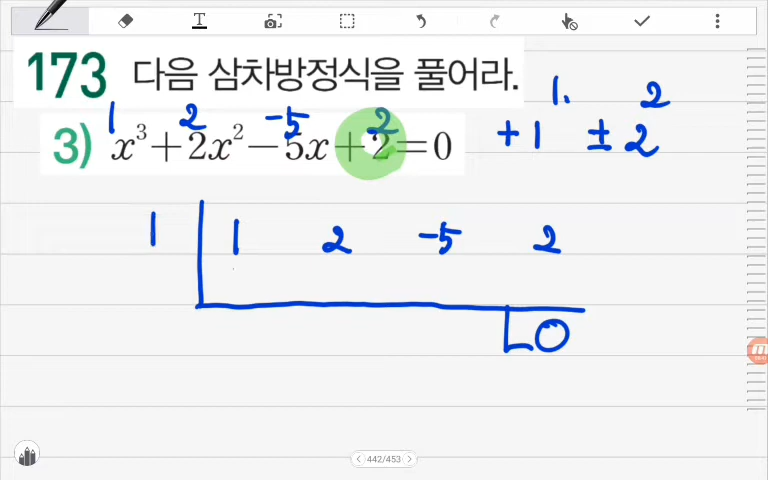 173 다음 삼차방정식을 풀어라.
1. 2
1 2 -5 2
3) x³+2x²-5x+2=0 +1 ±2
1 1 2 -5 2
0
442/453